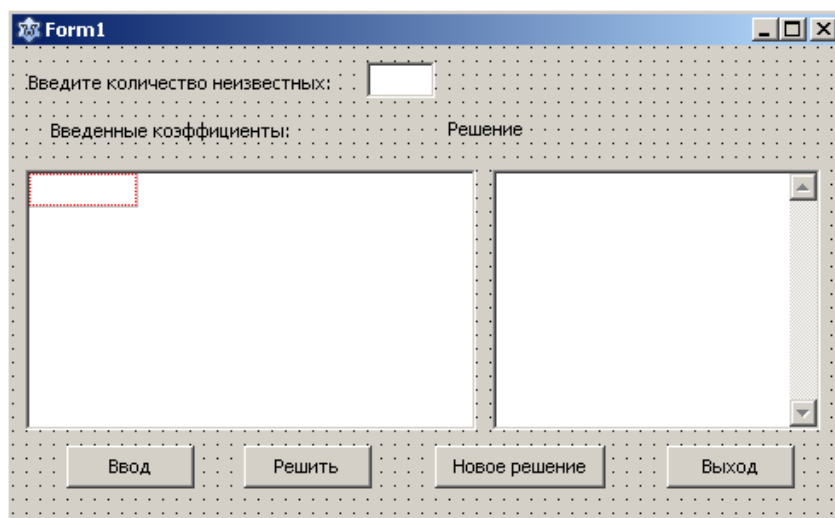 Form1
Введите количество неизвестных:
Введенные коэффициенты: Решение
Ввод Решить Новое решение Выход